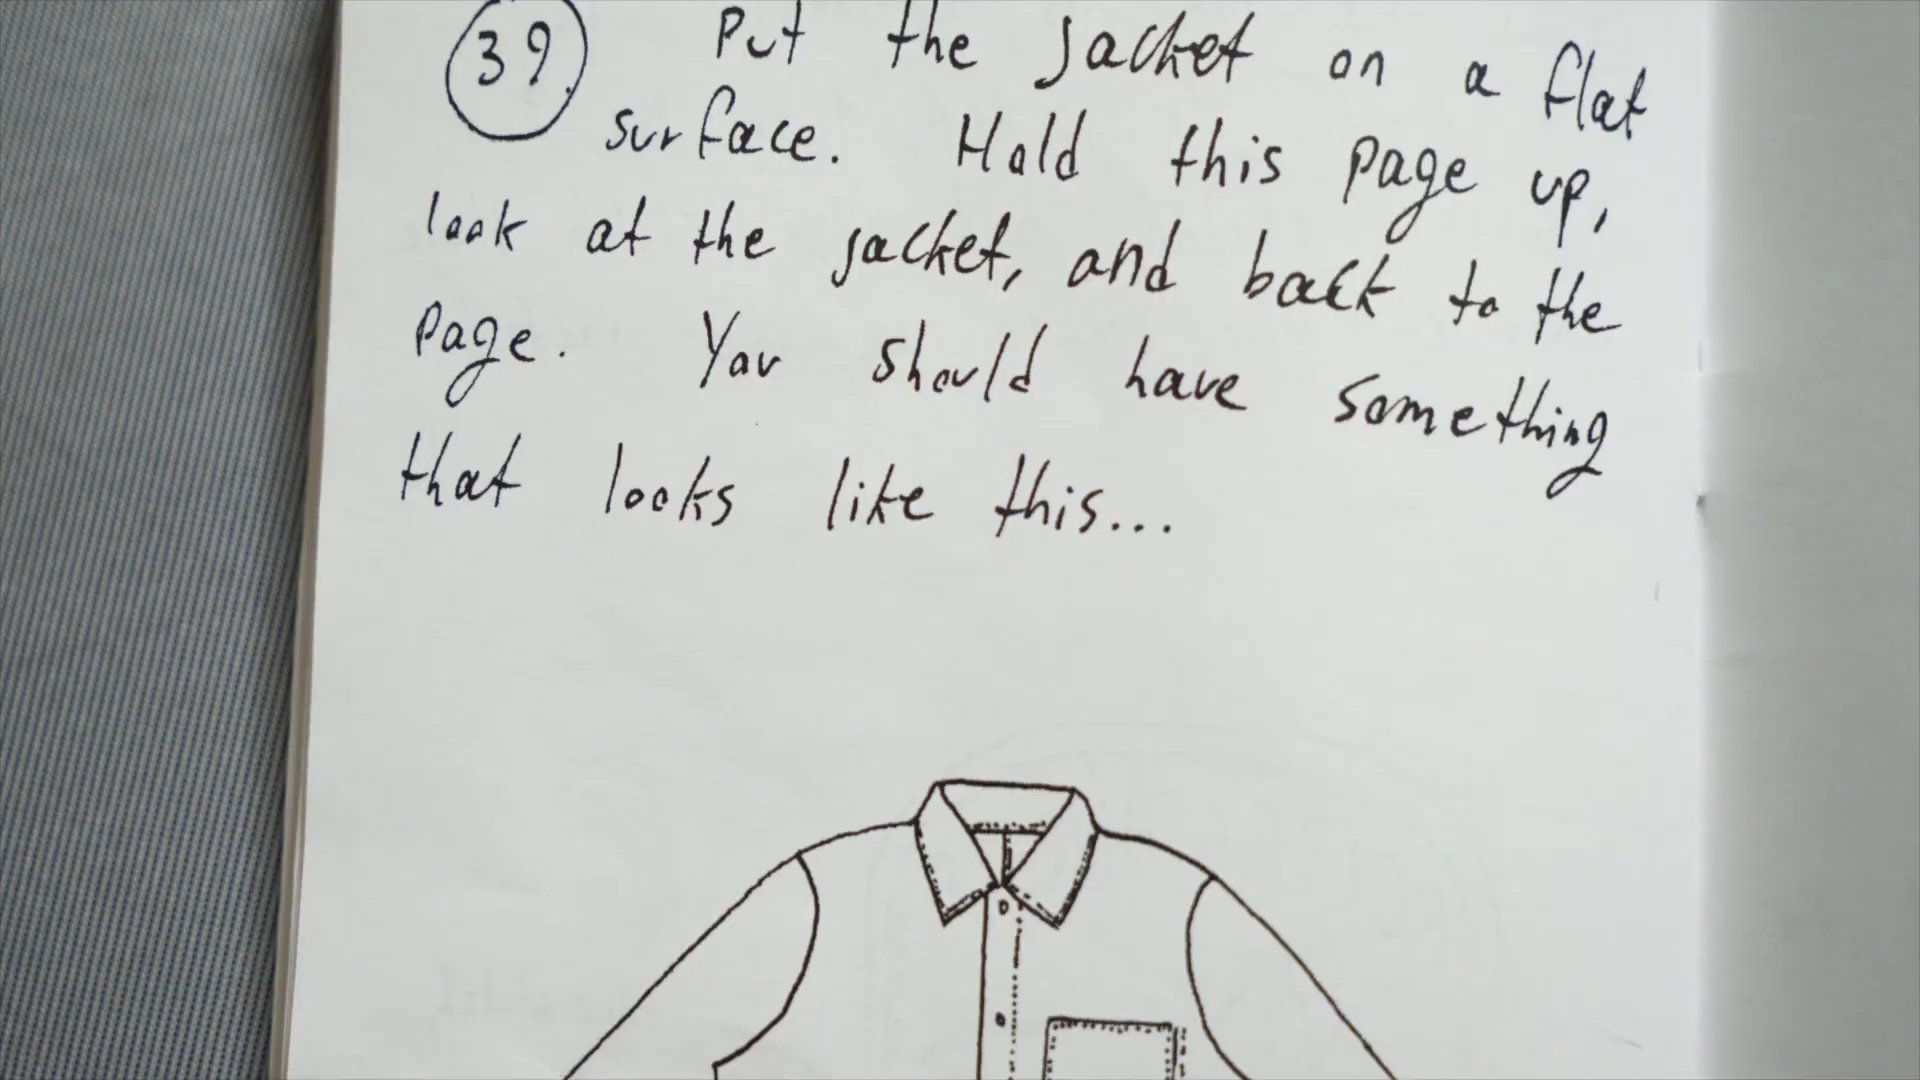 39 Put the jacket on a flat
surface. Hold this page up,
look at the jacket, and back to the
page. You should have something
that looks like this...